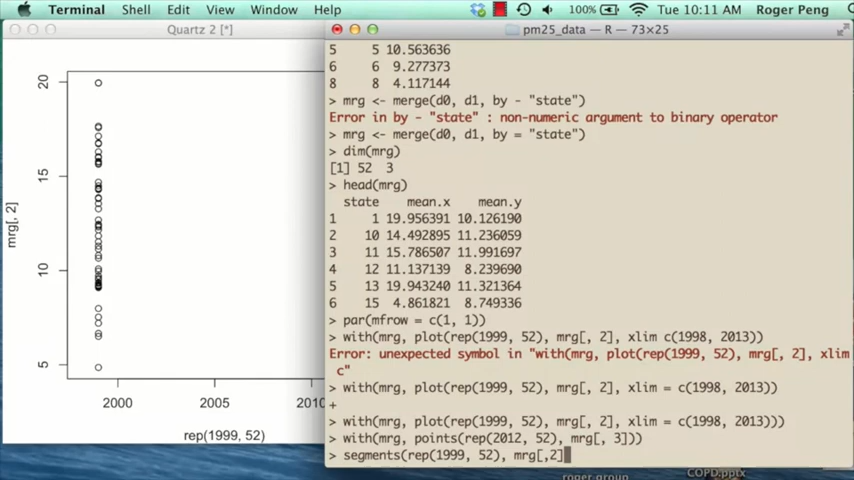 Terminal Shell Edit View Window Help 100% Tue 10:11 AM Roger Peng
Quartz 2 [*]
pm25_data — R — 73×25
20
15
10
5
mrg[, 2]
2000 2005 2010
rep(1999, 52)
5 5 10.563636
6 6 9.277373
8 8 4.117144
> mrg <- merge(d0, d1, by - "state")
Error in by - "state" : non-numeric argument to binary operator
> mrg <- merge(d0, d1, by = "state")
> dim(mrg)
[1] 52 3
> head(mrg)
state mean.x mean.y
1 1 19.956391 10.126190
2 10 14.492895 11.236059
3 11 15.786507 11.991697
4 12 11.137139 8.239690
5 13 19.943240 11.321364
6 15 4.861821 8.749336
> par(mfrow = c(1, 1))
> with(mrg, plot(rep(1999, 52), mrg[, 2], xlim c(1998, 2013))
Error: unexpected symbol in "with(mrg, plot(rep(1999, 52), mrg[, 2], xlim
c"
> with(mrg, plot(rep(1999, 52), mrg[, 2], xlim = c(1998, 2013))
+
> with(mrg, plot(rep(1999, 52), mrg[, 2], xlim = c(1998, 2013)))
> with(mrg, points(rep(2012, 52), mrg[, 3]))
> segments(rep(1999, 52), mrg[,2]
roger group
COPD.pptx